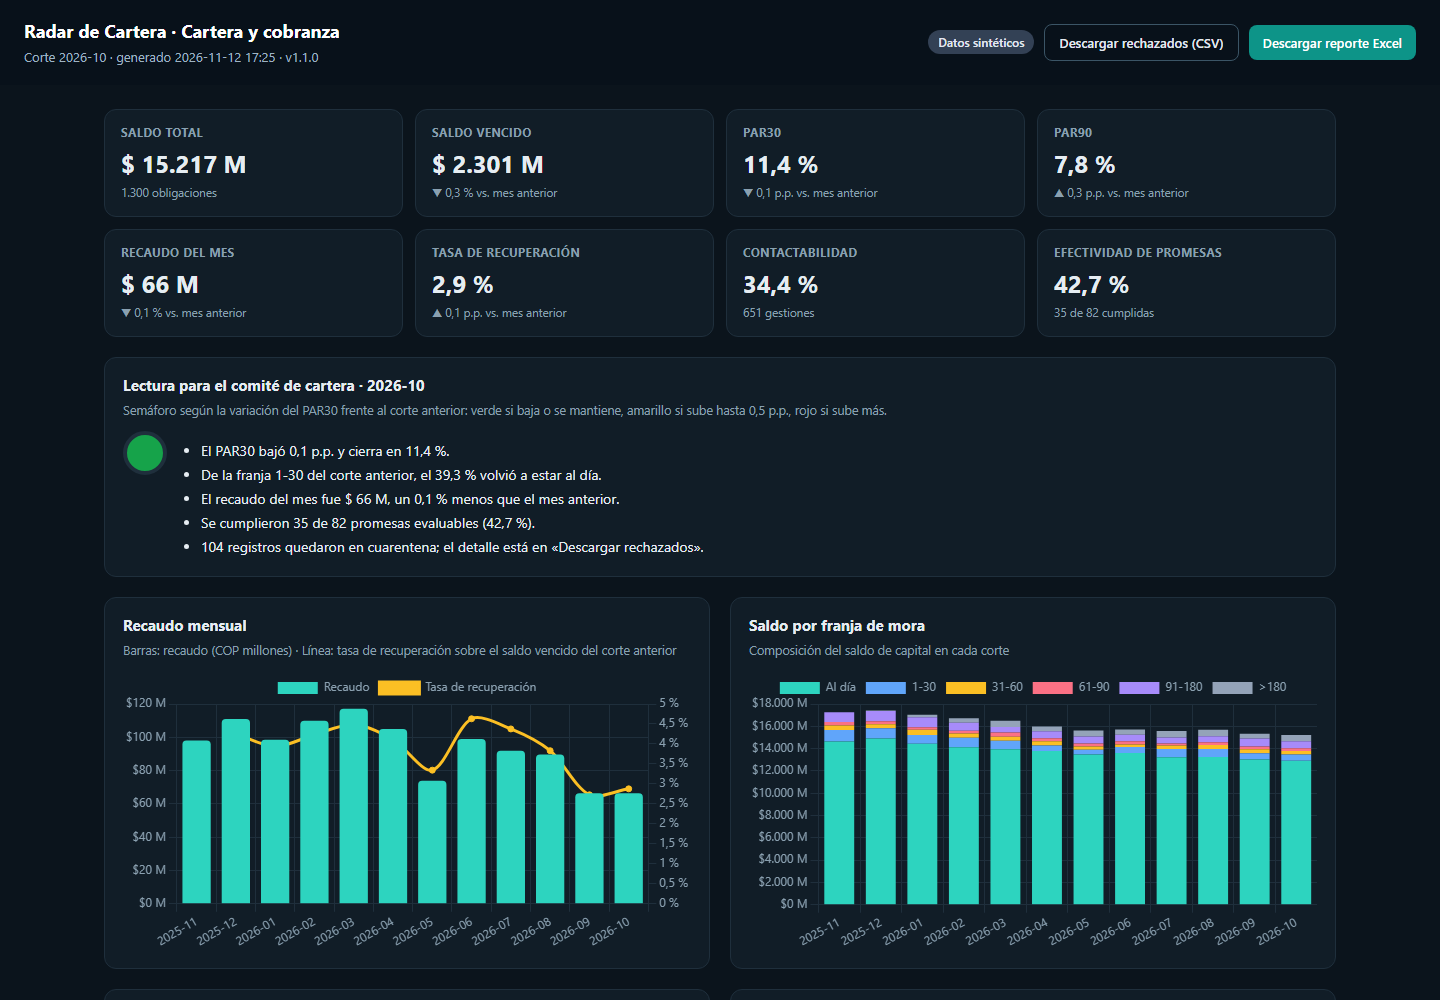 Radar de Cartera · Cartera y cobranza
Corte 2026-10 · generado 2026-11-12 17:25 · v1.1.0
Datos sintéticos
Descargar rechazados (CSV)
Descargar reporte Excel
SALDO TOTAL
$ 15.217 M
1.300 obligaciones
SALDO VENCIDO
$ 2.301 M
▼ 0,3 % vs. mes anterior
PAR30
11,4 %
▼ 0,1 p.p. vs. mes anterior
PAR90
7,8 %
▲ 0,3 p.p. vs. mes anterior
RECAUDO DEL MES
$ 66 M
▼ 0,1 % vs. mes anterior
TASA DE RECUPERACIÓN
2,9 %
▲ 0,1 p.p. vs. mes anterior
CONTACTABILIDAD
34,4 %
651 gestiones
EFECTIVIDAD DE PROMESAS
42,7 %
35 de 82 cumplidas
Lectura para el comité de cartera · 2026-10
Semáforo según la variación del PAR30 frente al corte anterior: verde si baja o se mantiene, amarillo si sube hasta 0,5 p.p., rojo si sube más.
• El PAR30 bajó 0,1 p.p. y cierra en 11,4 %.
• De la franja 1-30 del corte anterior, el 39,3 % volvió a estar al día.
• El recaudo del mes fue $ 66 M, un 0,1 % menos que el mes anterior.
• Se cumplieron 35 de 82 promesas evaluables (42,7 %).
• 104 registros quedaron en cuarentena; el detalle está en «Descargar rechazados».
Recaudo mensual
Barras: recaudo (COP millones) · Línea: tasa de recuperación sobre el saldo vencido del corte anterior
Recaudo
Tasa de recuperación
$120 M
$100 M
$80 M
$60 M
$40 M
$20 M
$0 M
5 %
4,5 %
4 %
3,5 %
3 %
2,5 %
2 %
1,5 %
1 %
0,5 %
0 %
2025-11
2025-12
2026-01
2026-02
2026-03
2026-04
2026-05
2026-06
2026-07
2026-08
2026-09
2026-10
Saldo por franja de mora
Composición del saldo de capital en cada corte
Al día
1-30
31-60
61-90
91-180
>180
$18.000 M
$16.000 M
$14.000 M
$12.000 M
$10.000 M
$8.000 M
$6.000 M
$4.000 M
$2.000 M
$0 M
2025-11
2025-12
2026-01
2026-02
2026-03
2026-04
2026-05
2026-06
2026-07
2026-08
2026-09
2026-10